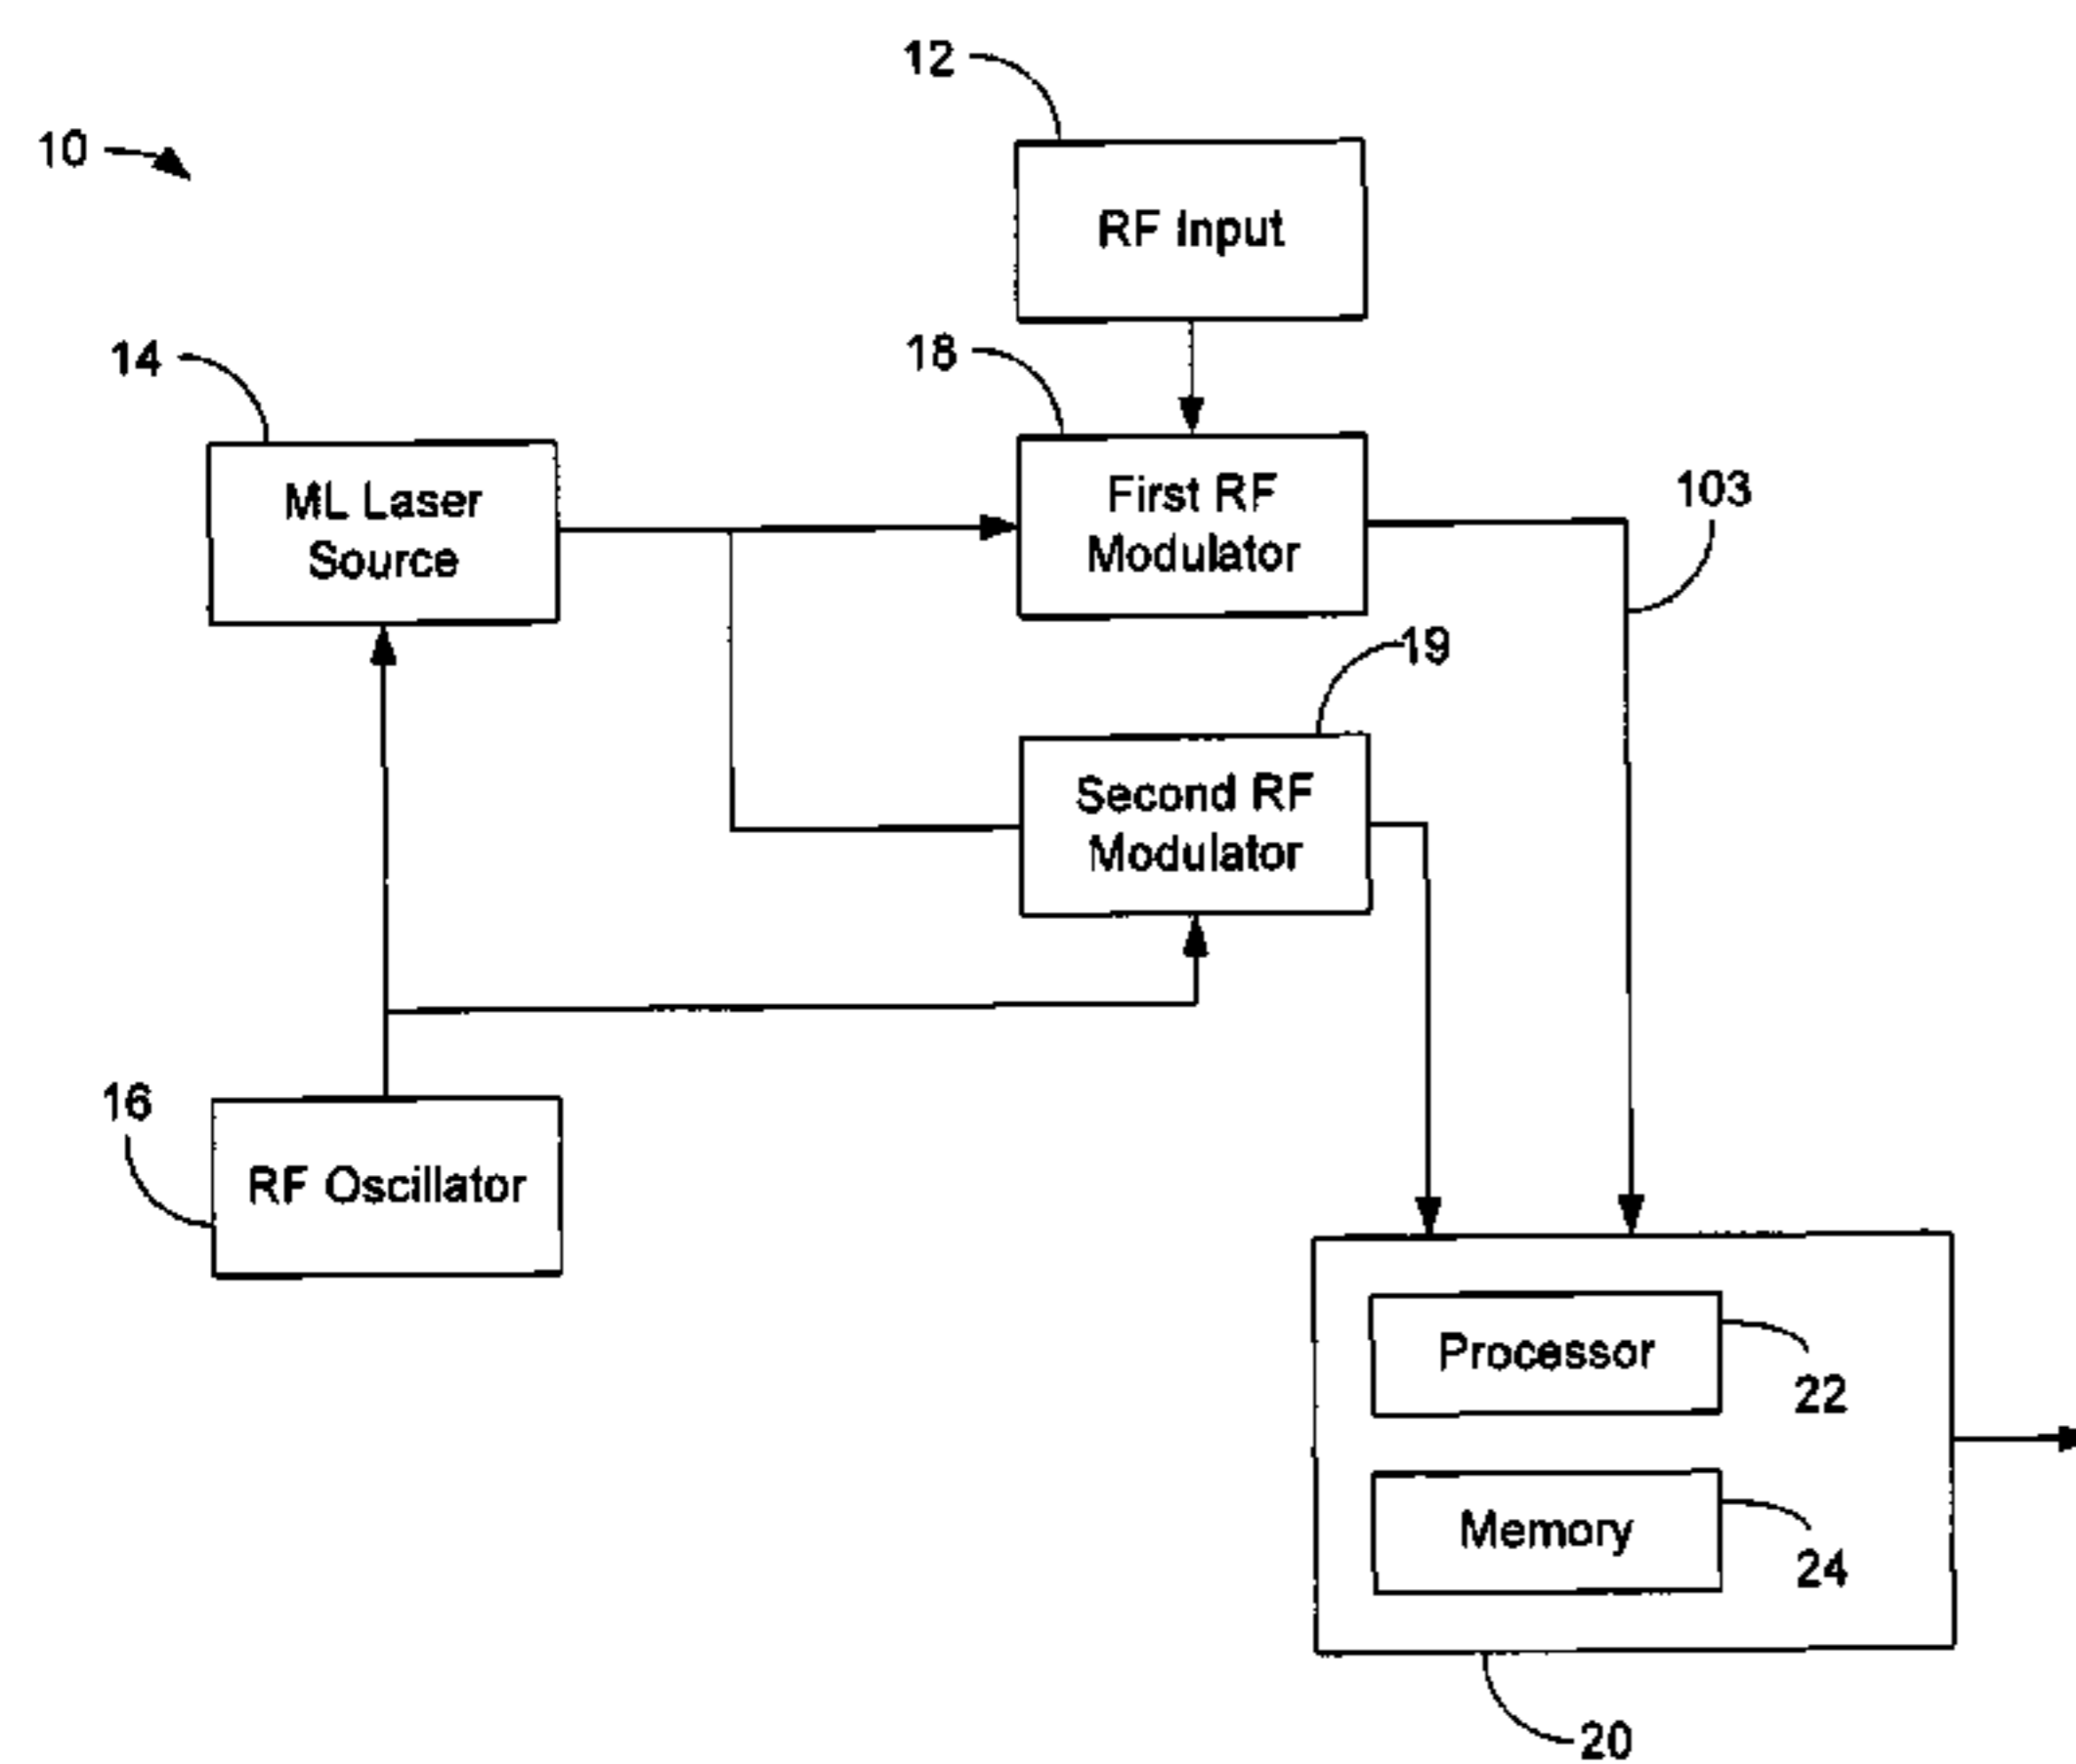 12
10
RF Input
14
18
ML Laser
Source
First RF
Modulator
103
19
Second RF
Modulator
16
RF Oscillator
Processor
22
Memory
24
20